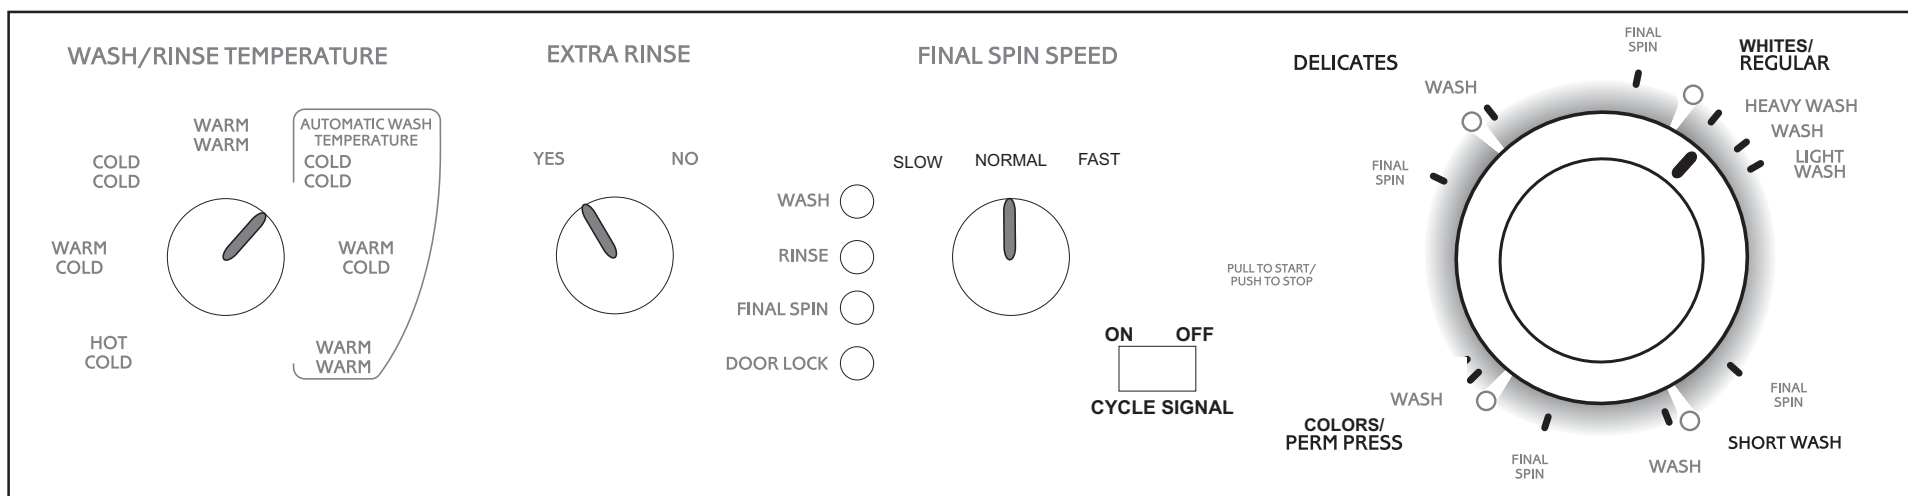 WASH/RINSE TEMPERATURE
WARM
WARM
COLD
COLD
WARM
COLD
HOT
COLD
AUTOMATIC WASH
TEMPERATURE
COLD
COLD
WARM
COLD
WARM
WARM
EXTRA RINSE
YES
NO
WASH
RINSE
FINAL SPIN
DOOR LOCK
FINAL SPIN SPEED
SLOW
NORMAL
FAST
ON
OFF
CYCLE SIGNAL
PULL TO START/
PUSH TO STOP
DELICATES
WASH
FINAL
SPIN
FINAL
SPIN
WHITES/
REGULAR
HEAVY WASH
WASH
LIGHT
WASH
FINAL
SPIN
SHORT WASH
WASH
FINAL
SPIN
WASH
COLORS/
PERM PRESS